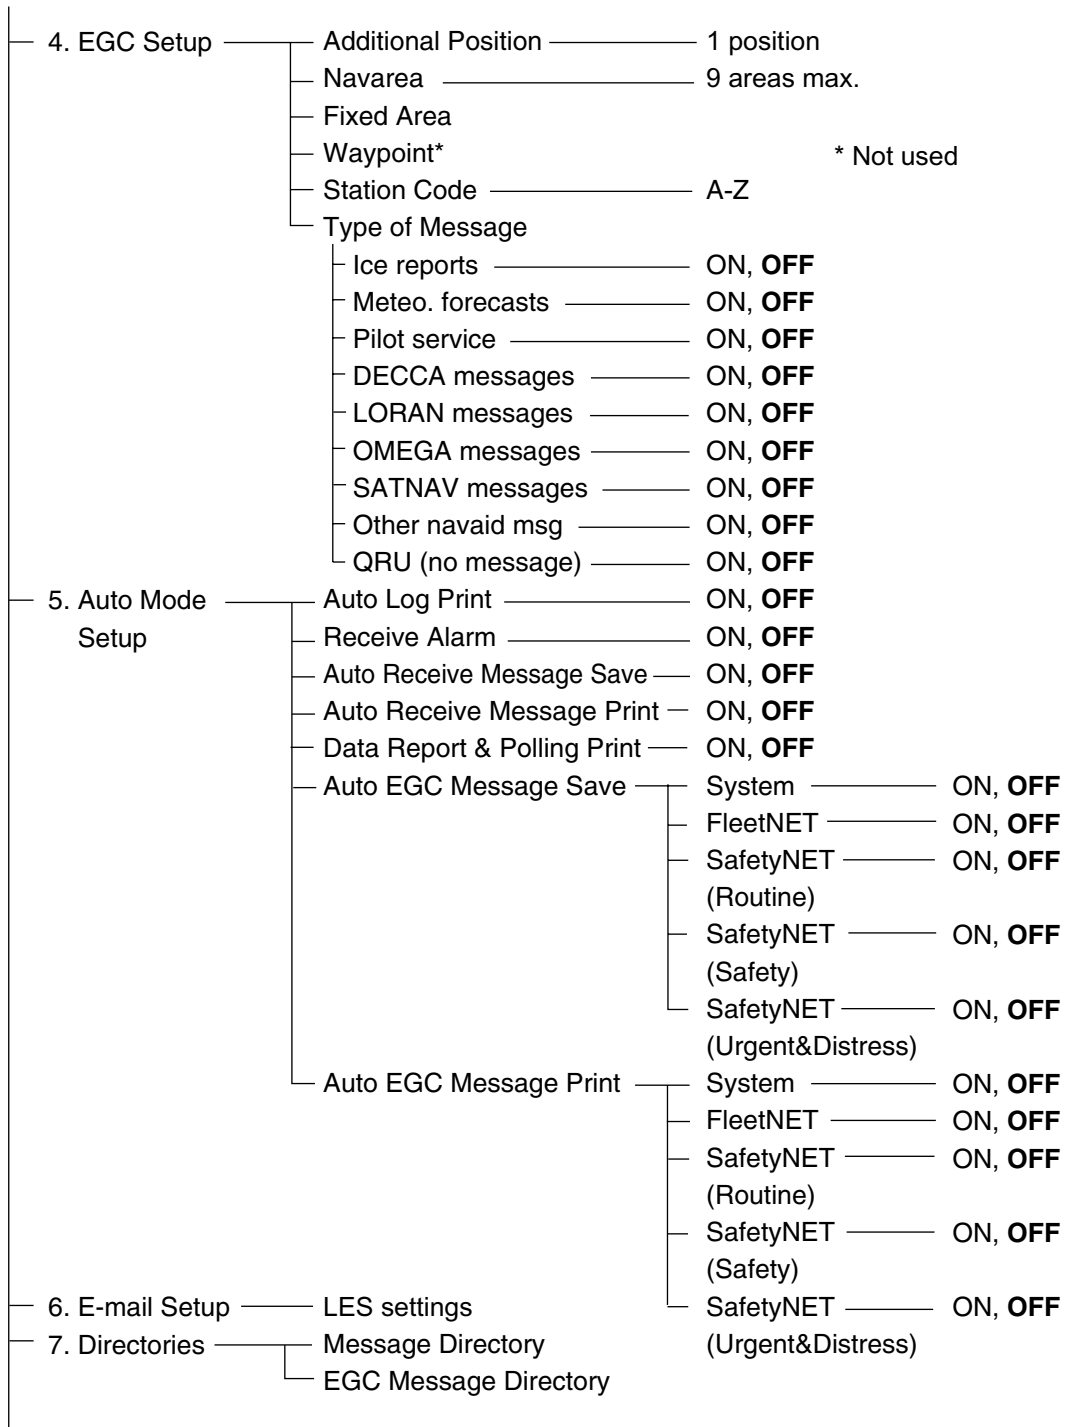 4. EGC Setup Additional Position 1 position
Navarea 9 areas max.
Fixed Area
Waypoint* * Not used
Station Code A-Z
Type of Message
Ice reports ON, OFF
Meteo. forecasts ON, OFF
Pilot service ON, OFF
DECCA messages ON, OFF
LORAN messages ON, OFF
OMEGA messages ON, OFF
SATNAV messages ON, OFF
Other navaid msg ON, OFF
QRU (no message) ON, OFF
5. Auto Mode Auto Log Print ON, OFF
Setup Receive Alarm ON, OFF
Auto Receive Message Save ON, OFF
Auto Receive Message Print ON, OFF
Data Report & Polling Print ON, OFF
Auto EGC Message Save System ON, OFF
FleetNET ON, OFF
SafetyNET ON, OFF
(Routine)
SafetyNET ON, OFF
(Safety)
SafetyNET ON, OFF
(Urgent&Distress)
Auto EGC Message Print System ON, OFF
FleetNET ON, OFF
SafetyNET ON, OFF
(Routine)
SafetyNET ON, OFF
(Safety)
6. E-mail Setup LES settings SafetyNET ON, OFF
7. Directories Message Directory (Urgent&Distress)
EGC Message Directory